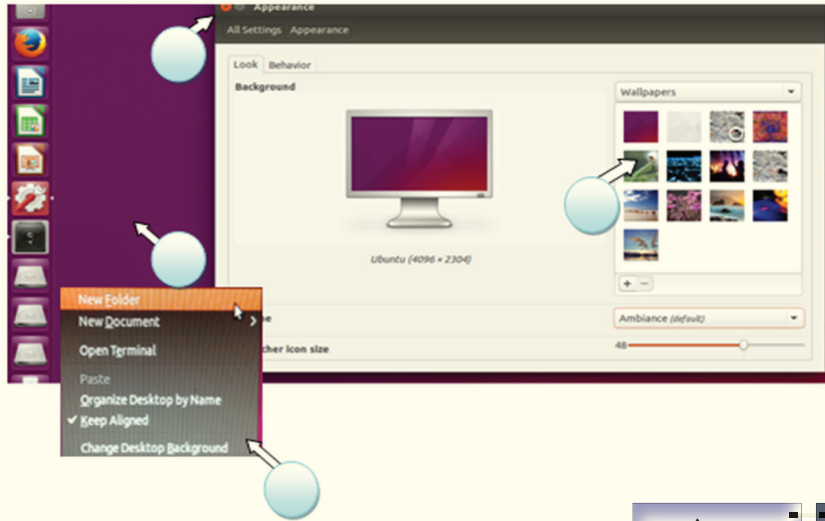 Appearance
All Settings Appearance
Look Behavior
Background
Wallpapers
Ubuntu (4096 × 2304)
New Folder
New Document
Open Terminal
Paste
Organize Desktop by Name
Keep Aligned
Change Desktop Background
Ambiance (default)
icon size
48